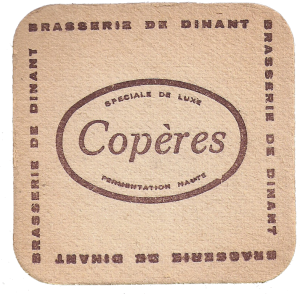 BRASSERIE DE DINANT
BRASSERIE DE DINANT
BRASSERIE DE DINANT
SPECIALE DE LUXE
Copères
FERMENTATION HAUTE
BRASSERIE DE DINANT